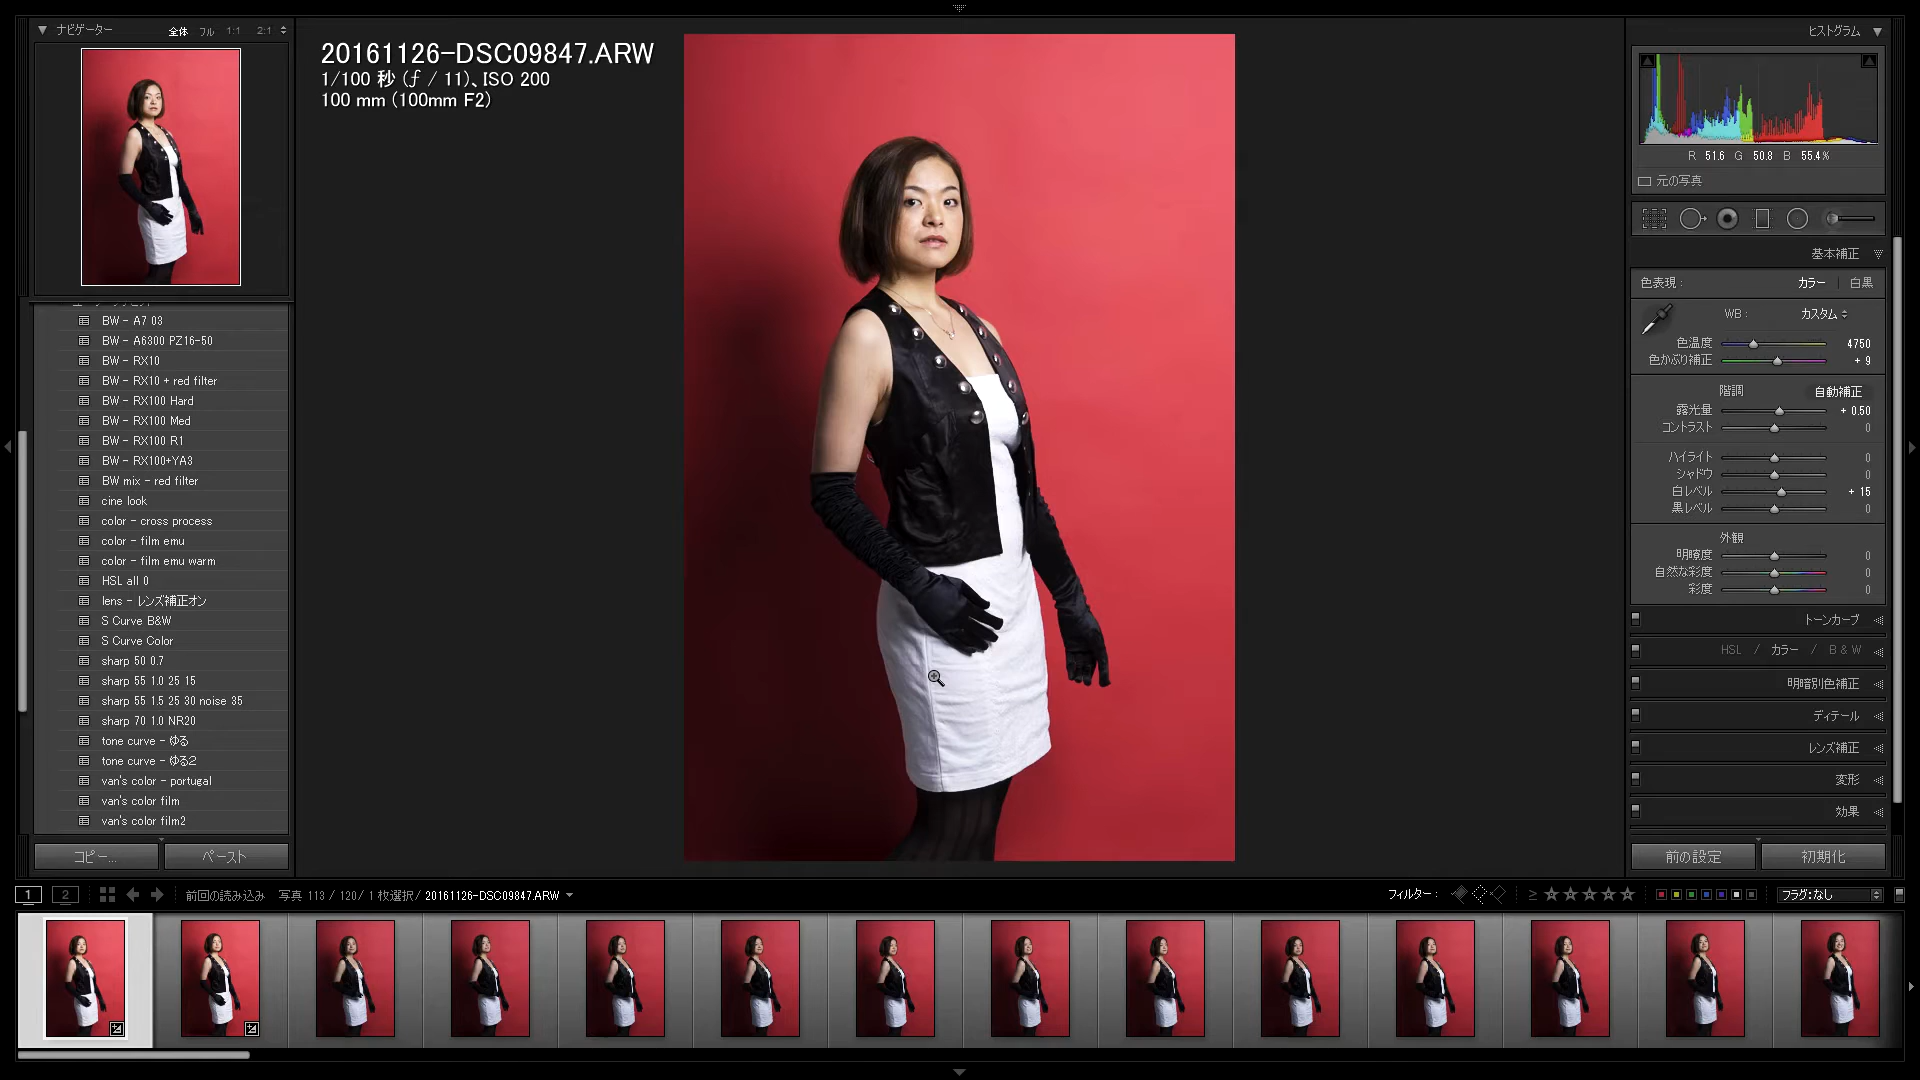 ナビゲーター 全体 フル 1:1 2:1
20161126-DSC09847.ARW
1/100 秒 (ƒ / 11)、ISO 200
100 mm (100mm F2)
BW - A7 03
BW - A6300 PZ16-50
BW - RX10
BW - RX10 + red filter
BW - RX100 Hard
BW - RX100 Med
BW - RX100 R1
BW - RX100+YA3
BW mix - red filter
cine look
color - cross process
color - film emu
color - film emu warm
HSL all 0
lens - レンズ補正オン
S Curve B&W
S Curve Color
sharp 50 0.7
sharp 55 1.0 25 15
sharp 55 1.5 25 30 noise 35
sharp 70 1.0 NR20
tone curve - ゆる
tone curve - ゆる2
van's color - portugal
van's color film
van's color film2
コピー... ペースト
ヒストグラム
R 51.6 G 50.8 B 55.4 %
元の写真
基本補正
色表現 : カラー 白黒
WB : カスタム
色温度 4750
色かぶり補正 + 9
階調 自動補正
露光量 + 0.50
コントラスト 0
ハイライト 0
シャドウ 0
白レベル + 15
黒レベル 0
外観
明瞭度 0
自然な彩度 0
彩度 0
トーンカーブ
HSL / カラー / B & W
明暗別色補正
ディテール
レンズ補正
変形
効果
前の設定 初期化
1 2 前回の読み込み 写真 113 / 120 / 1 枚選択 / 20161126-DSC09847.ARW フィルター : ≥ フラグ:なし